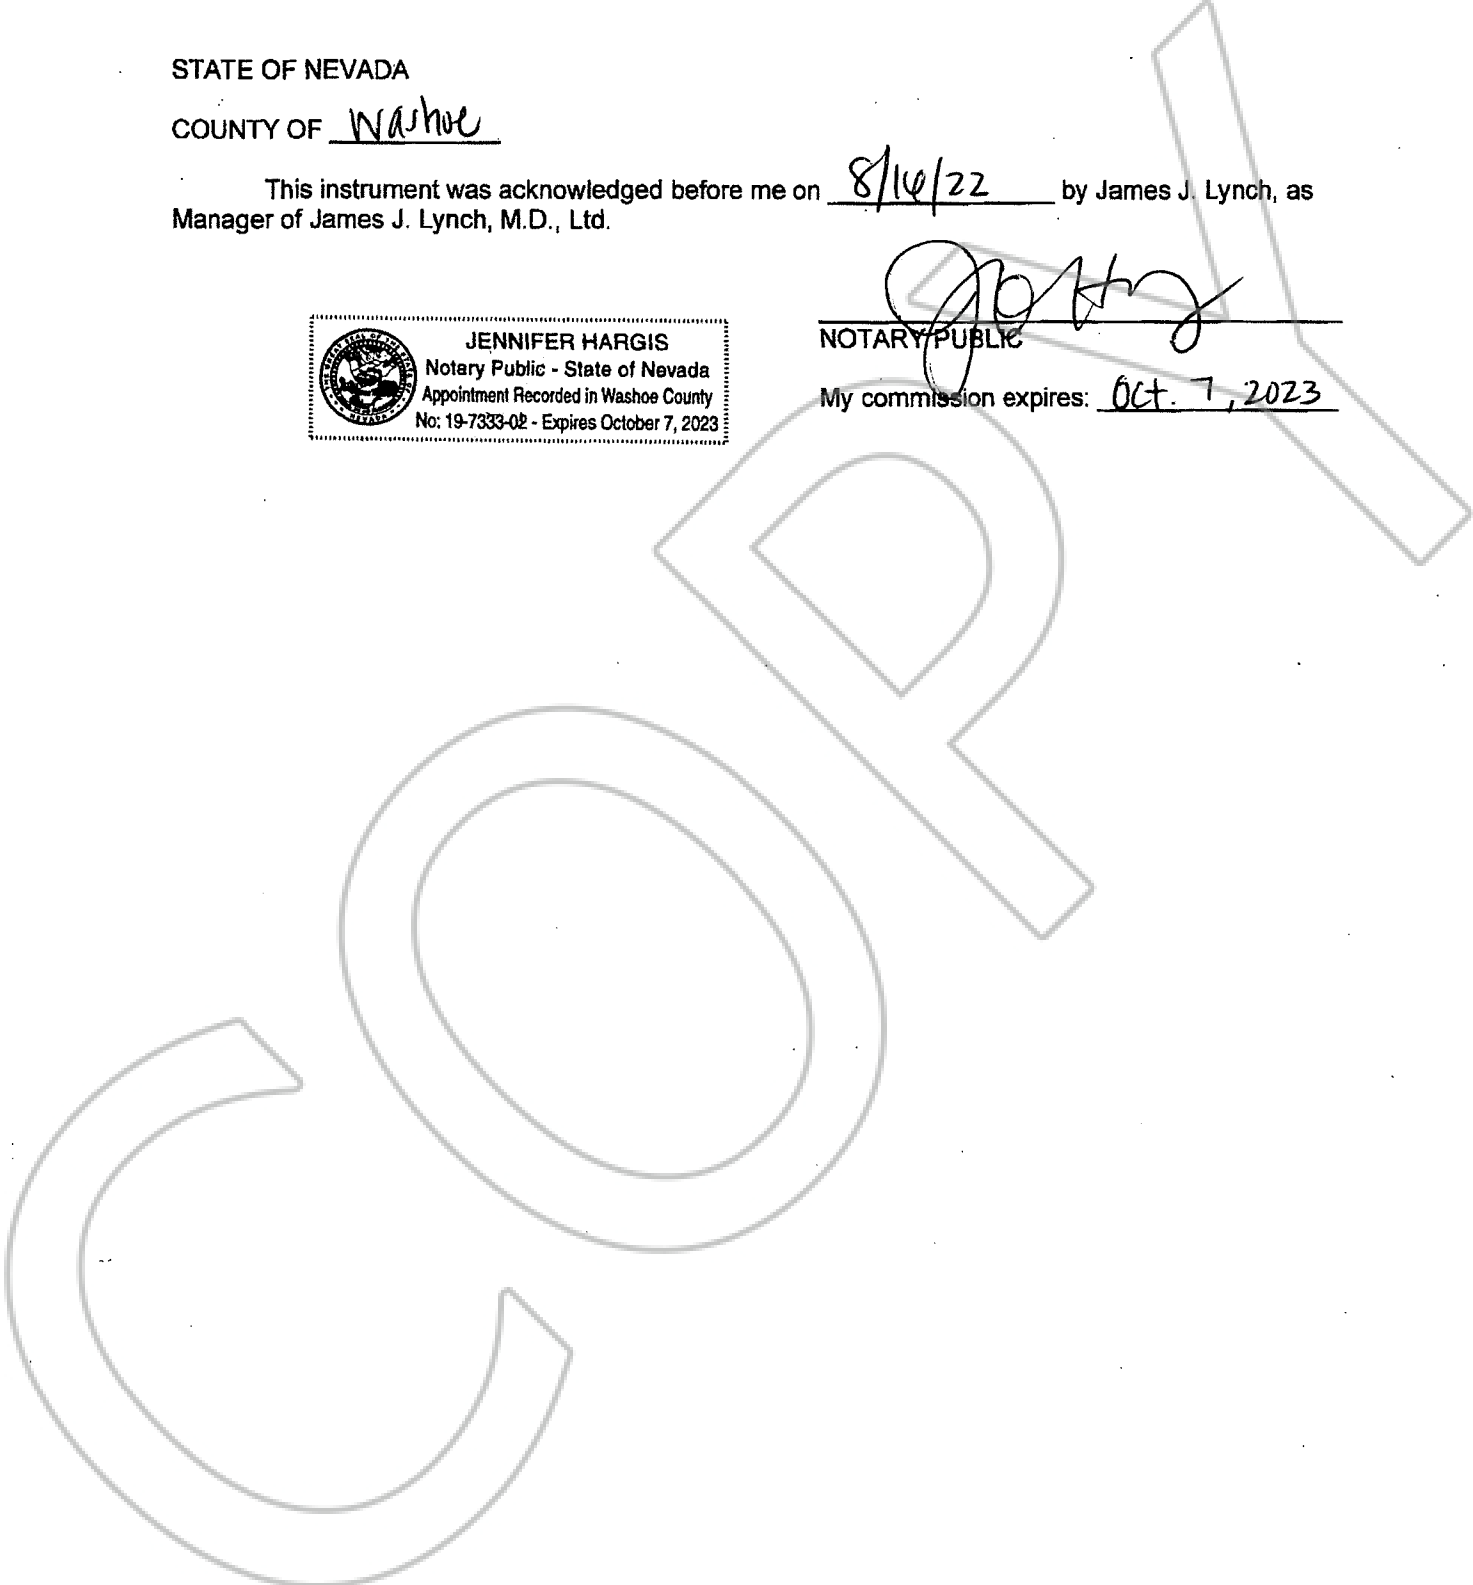 STATE OF NEVADA
COUNTY OF Washoe
This instrument was acknowledged before me on 8/16/22 by James J. Lynch, as
Manager of James J. Lynch, M.D., Ltd.
JENNIFER HARGIS
Notary Public - State of Nevada
Appointment Recorded in Washoe County
No: 19-7333-02 - Expires October 7, 2023
NOTARY PUBLIC
My commission expires: Oct. 7, 2023
COPY